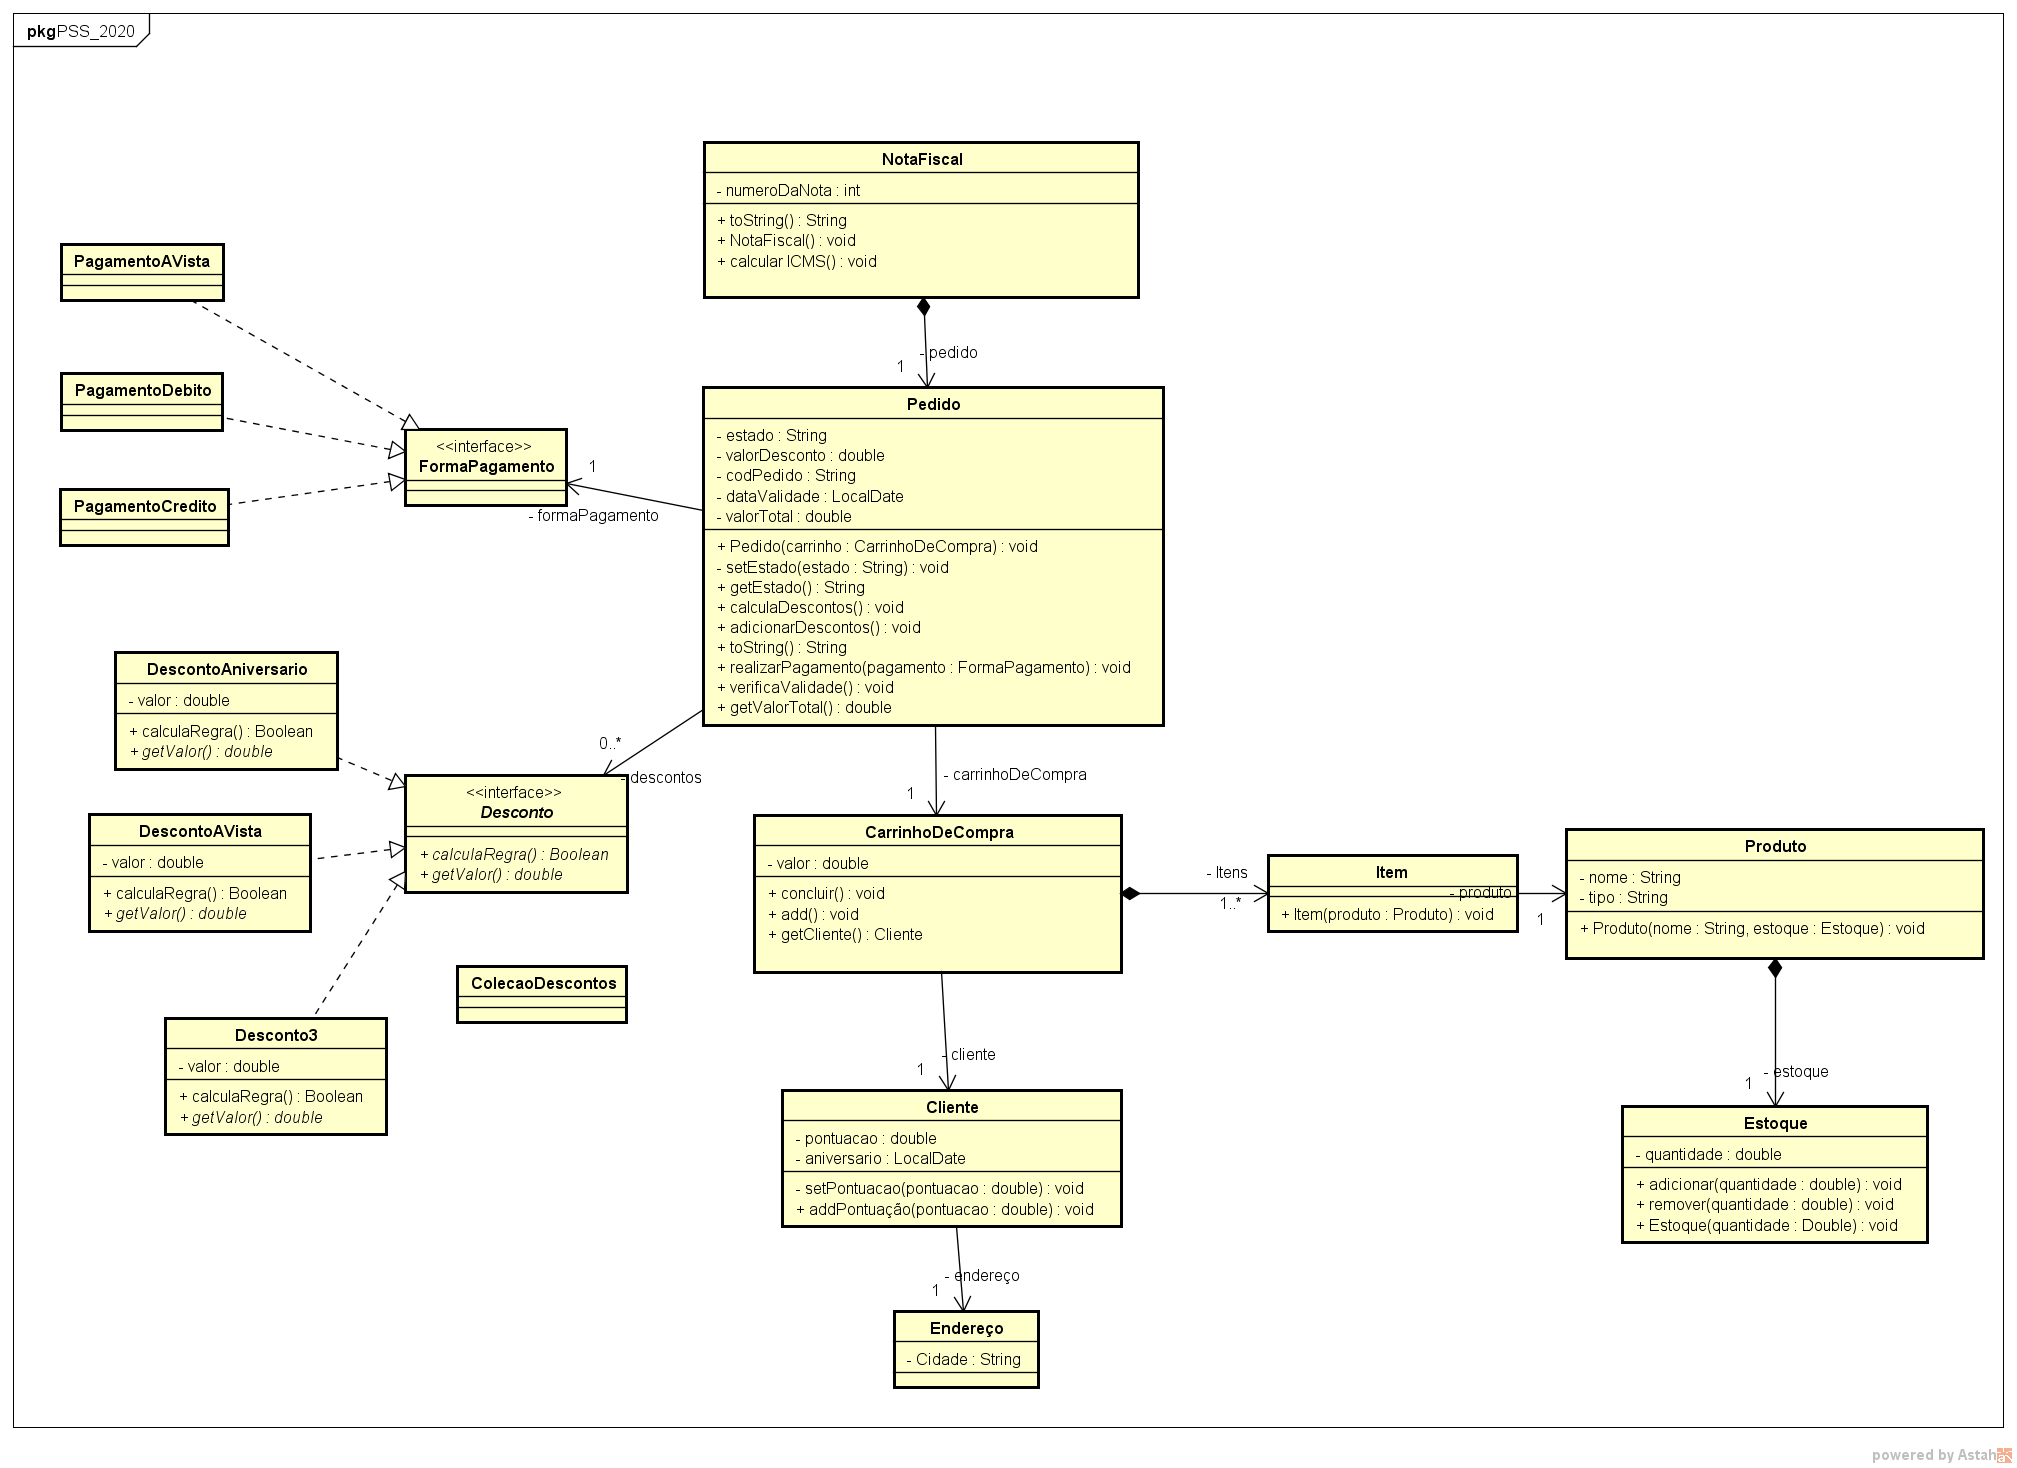 pkgPSS_2020
NotaFiscal
- numeroDaNota : int
+ toString() : String
+ NotaFiscal() : void
+ calcular ICMS() : void
- pedido
1
PagamentoAVista
PagamentoDebito
PagamentoCredito
<<interface>>
FormaPagamento
1
- formaPagamento
Pedido
- estado : String
- valorDesconto : double
- codPedido : String
- dataValidade : LocalDate
- valorTotal : double
+ Pedido(carrinho : CarrinhoDeCompra) : void
- setEstado(estado : String) : void
+ getEstado() : String
+ calculaDescontos() : void
+ adicionarDescontos() : void
+ toString() : String
+ realizarPagamento(pagamento : FormaPagamento) : void
+ verificaValidade() : void
+ getValorTotal() : double
DescontoAniversario
- valor : double
+ calculaRegra() : Boolean
+ getValor() : double
0..*
- descontos
<<interface>>
Desconto
+ calculaRegra() : Boolean
+ getValor() : double
DescontoAVista
- valor : double
+ calculaRegra() : Boolean
+ getValor() : double
ColecaoDescontos
Desconto3
- valor : double
+ calculaRegra() : Boolean
+ getValor() : double
- carrinhoDeCompra
1
CarrinhoDeCompra
- valor : double
+ concluir() : void
+ add() : void
+ getCliente() : Cliente
- Itens
1..*
Item
+ Item(produto : Produto) : void
- produto
1
Produto
- nome : String
- tipo : String
+ Produto(nome : String, estoque : Estoque) : void
- estoque
1
Estoque
- quantidade : double
+ adicionar(quantidade : double) : void
+ remover(quantidade : double) : void
+ Estoque(quantidade : Double) : void
- cliente
1
Cliente
- pontuacao : double
- aniversario : LocalDate
- setPontuacao(pontuacao : double) : void
+ addPontuação(pontuacao : double) : void
- endereço
1
Endereço
- Cidade : String
powered by Astah